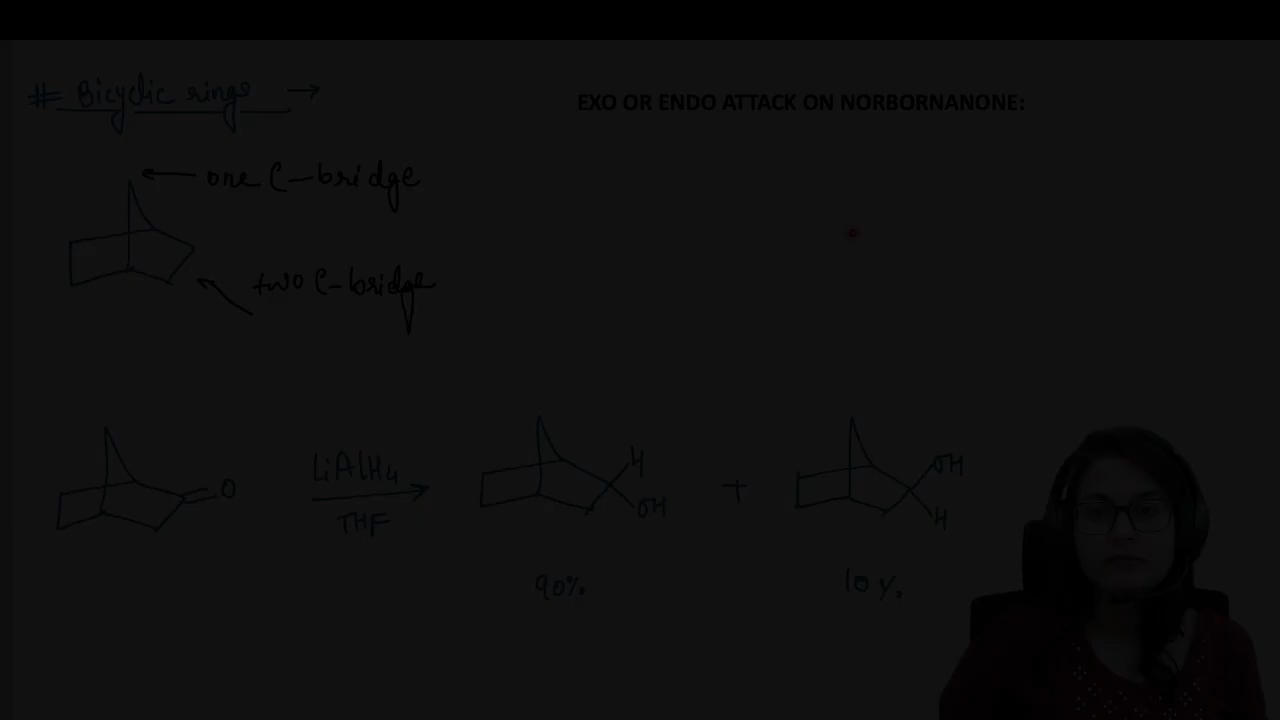 # Bicyclic rings →
EXO OR ENDO ATTACK ON NORBORNANONE:
one C-bridge
two C-bridge
O
LiAlH4
THF
H
OH
+
OH
H
90%
10%